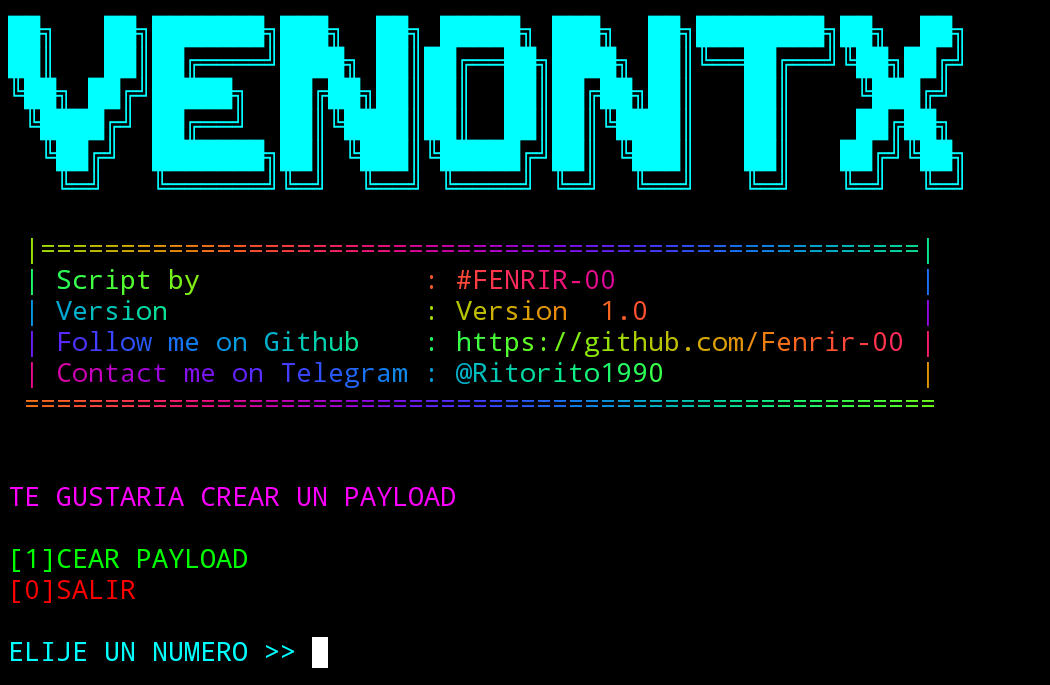 VENONTX
|=======================================================|
| Script by : #FENRIR-00 |
| Version : Version 1.0 |
| Follow me on Github : https://github.com/Fenrir-00 |
| Contact me on Telegram : @Ritorito1990 |
=========================================================
TE GUSTARIA CREAR UN PAYLOAD
[1]CEAR PAYLOAD
[0]SALIR
ELIJE UN NUMERO >>